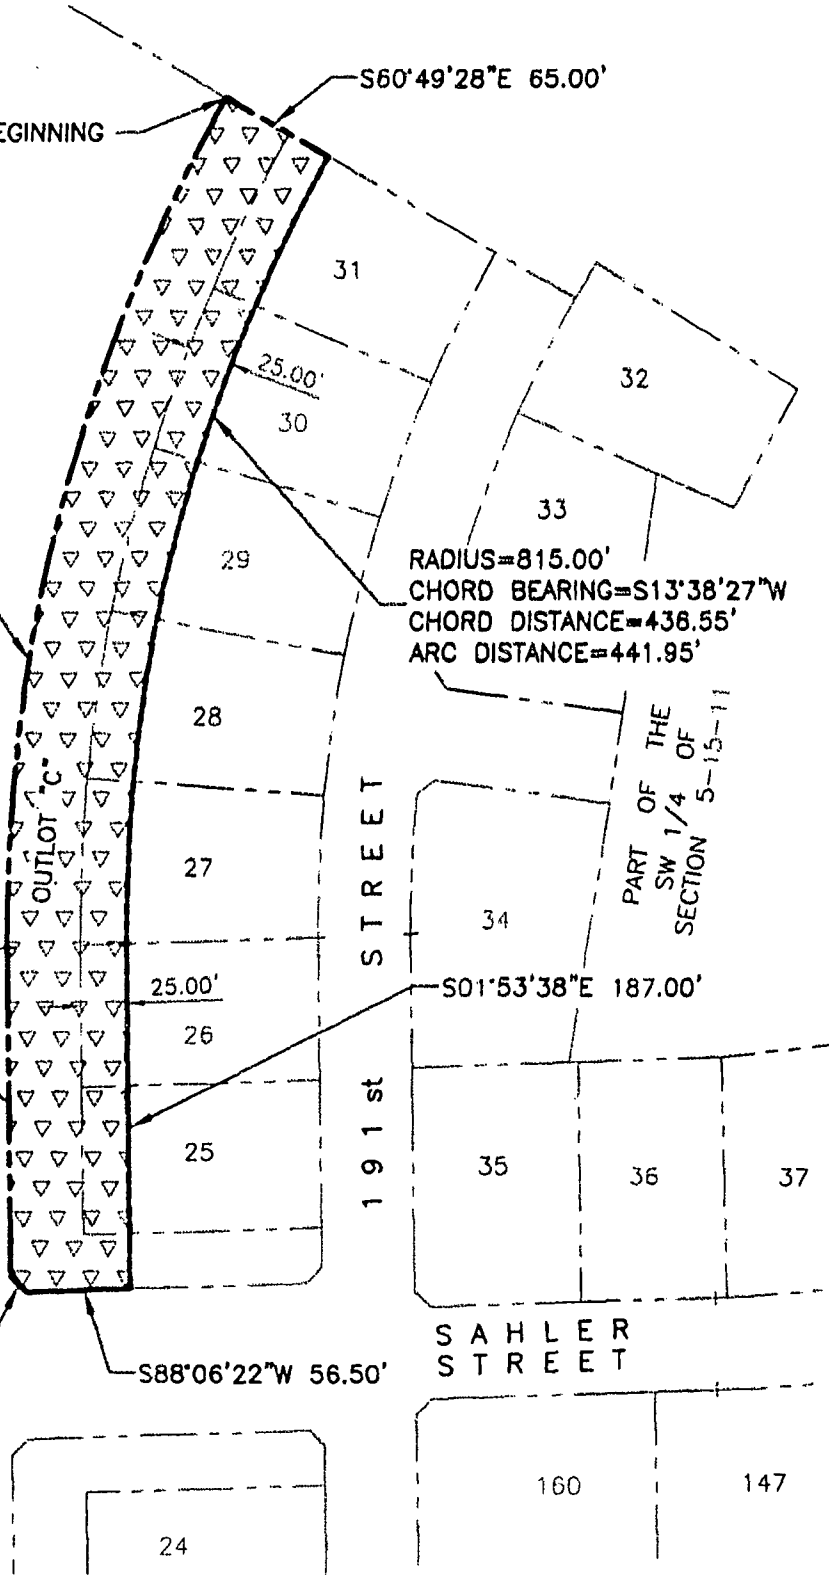 S60°49'28"E 65.00'
EGINNING
31
32
25.00'
30
33
29
RADIUS=815.00'
CHORD BEARING=S13°38'27"W
CHORD DISTANCE=436.55'
ARC DISTANCE=441.95'
28
PART OF THE
SW 1/4 OF
SECTION 5-15-11
OUTLOT "C"
27
191st STREET
34
25.00'
S01°53'38"E 187.00'
26
25
35
36
37
SAHLER
STREET
S88°06'22"W 56.50'
160
147
24